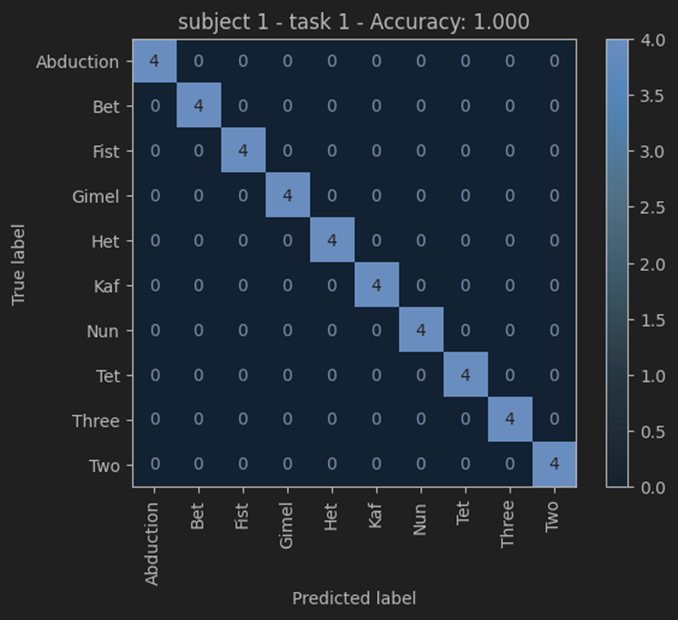 subject 1 - task 1 - Accuracy: 1.000
Abduction 4 0 0 0 0 0 0 0 0 0
Bet 0 4 0 0 0 0 0 0 0 0
Fist 0 0 4 0 0 0 0 0 0 0
Gimel 0 0 0 4 0 0 0 0 0 0
Het 0 0 0 0 4 0 0 0 0 0
Kaf 0 0 0 0 0 4 0 0 0 0
Nun 0 0 0 0 0 0 4 0 0 0
Tet 0 0 0 0 0 0 0 4 0 0
Three 0 0 0 0 0 0 0 0 4 0
Two 0 0 0 0 0 0 0 0 0 4
True label
Abduction Bet Fist Gimel Het Kaf Nun Tet Three Two
Predicted label
4.0
3.5
3.0
2.5
2.0
1.5
1.0
0.5
0.0